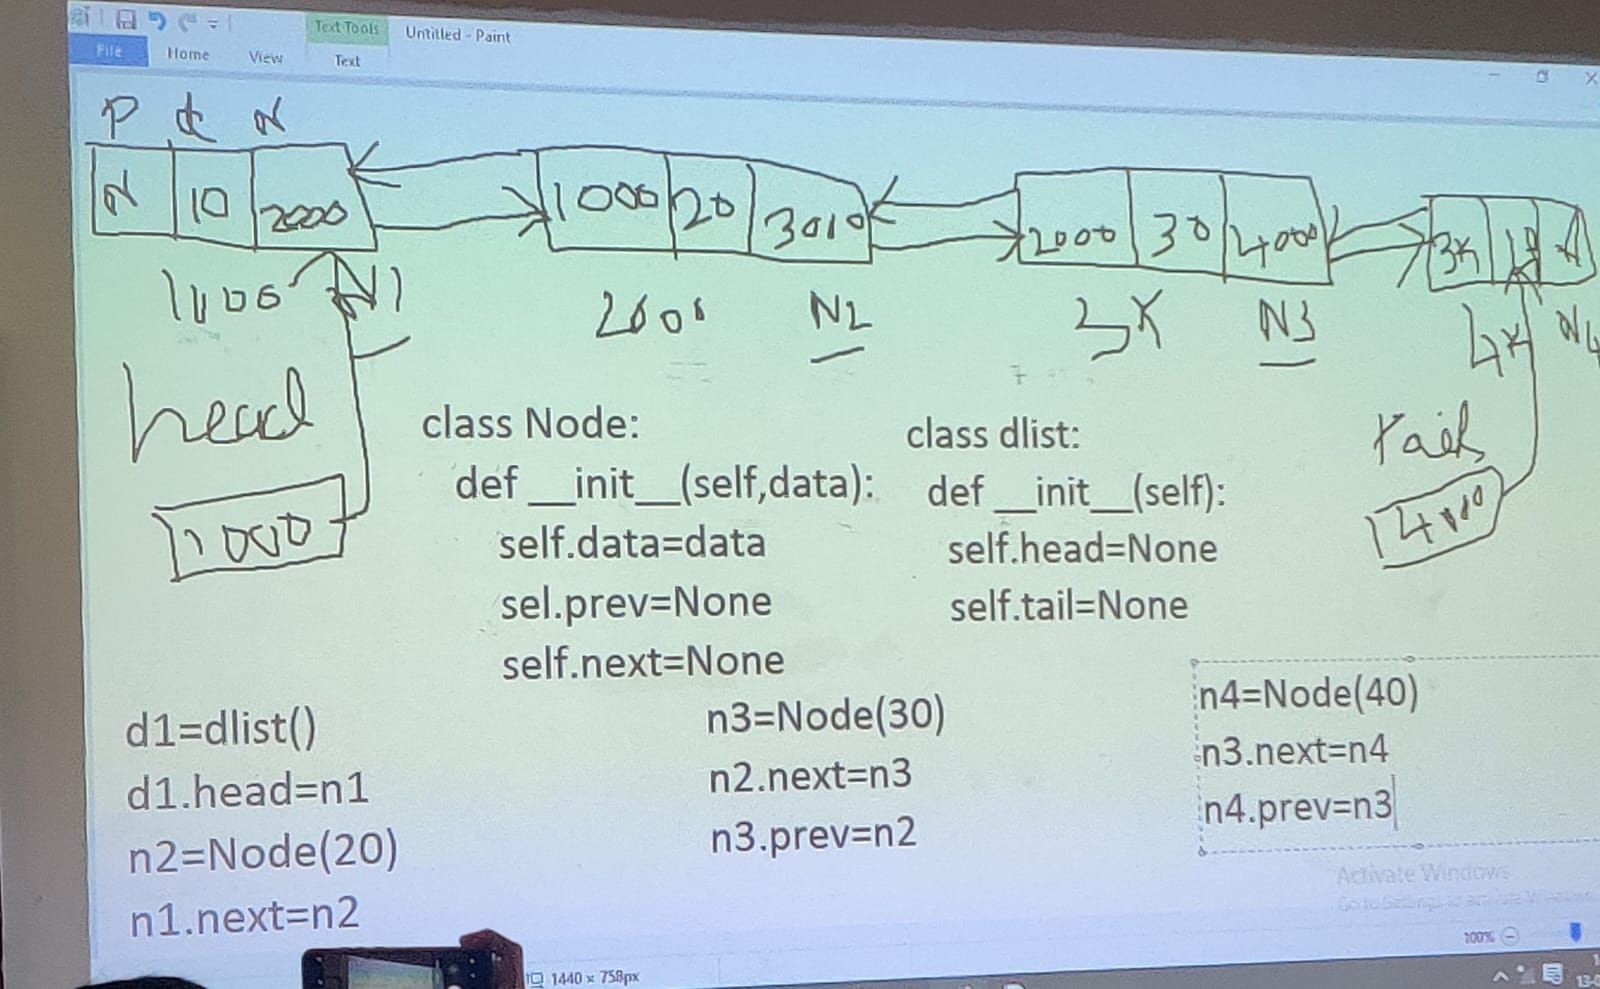 Text Tools
Untitled - Paint
File
Home
View
Text
P d N
N 10 2000
1000 20 3010
2000 30 4000
3K
N1
2000
N2
3K
N3
4K
N4
head
1000
tail
class Node:
def __init__(self,data):
self.data=data
sel.prev=None
self.next=None
class dlist:
def __init__(self):
self.head=None
self.tail=None
d1=dlist()
d1.head=n1
n2=Node(20)
n1.next=n2
n3=Node(30)
n2.next=n3
n3.prev=n2
n4=Node(40)
n3.next=n4
n4.prev=n3
Activate Windows
Go to Settings to activate Windows
100%
1440 × 758px